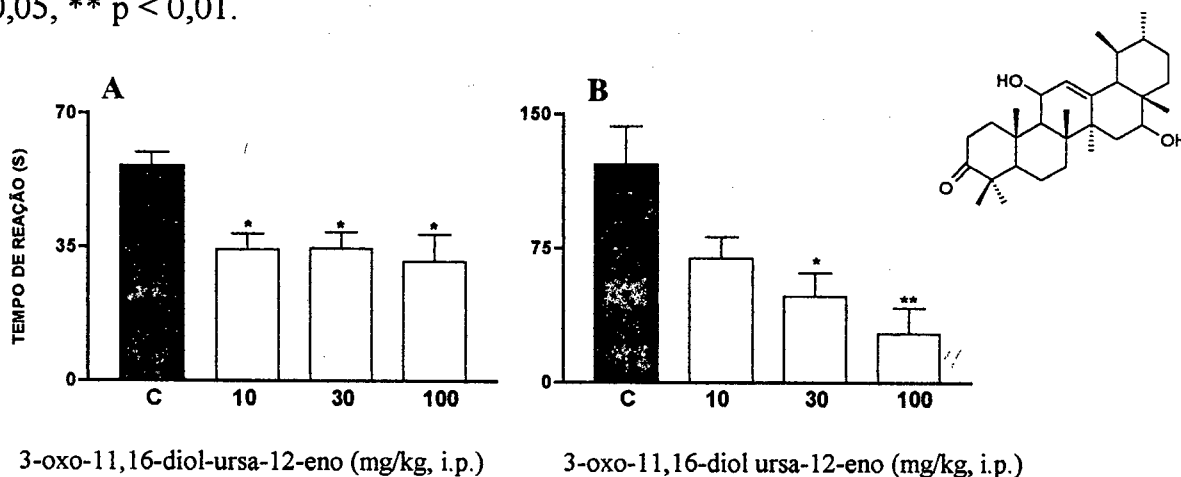 0,05, ** p < 0,01.
A
B
TEMPO DE REAÇÃO (S)
70
35
0
*
*
*
C
10
30
100
150
75
0
*
**
C
10
30
100
HO
OH
O
3-oxo-11,16-diol-ursa-12-eno (mg/kg, i.p.)
3-oxo-11,16-diol ursa-12-eno (mg/kg, i.p.)